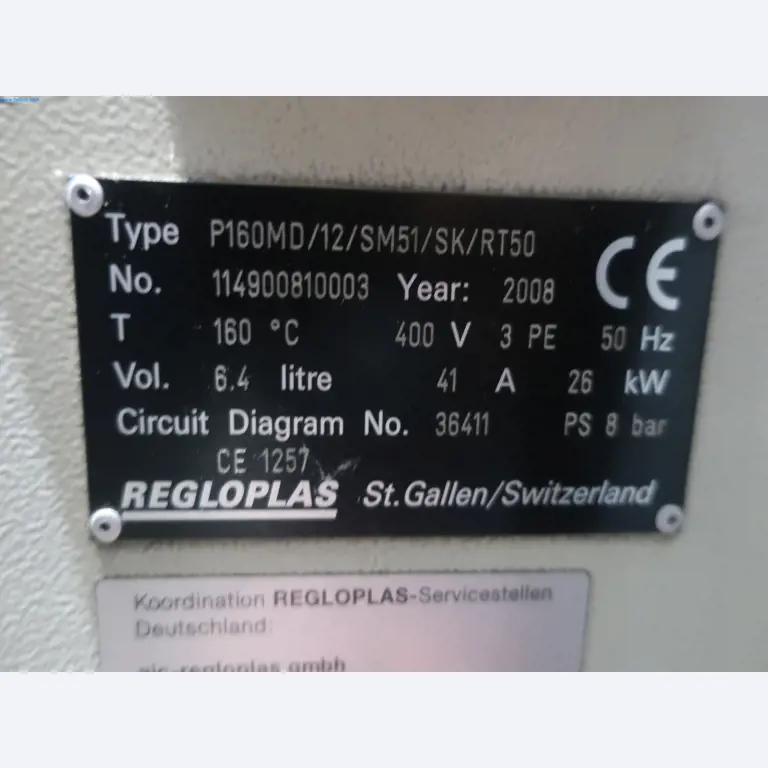 Type P160MD/12/SM51/SK/RT50
No. 114900810003 Year: 2008 CE
T 160 °C 400 V 3 PE 50 Hz
Vol. 6.4 litre 41 A 26 kW
Circuit Diagram No. 36411 PS 8 bar
CE 1257
REGLOPLAS St.Gallen/Switzerland
Koordination REGLOPLAS-Servicestellen
Deutschland:
regloplas gmbh